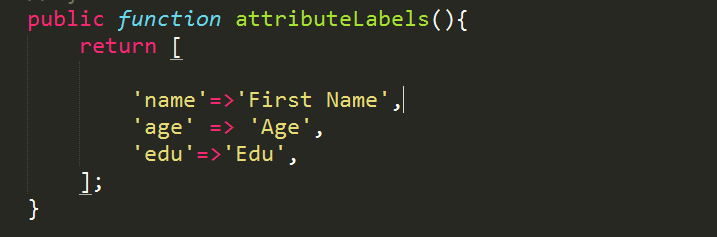 public function attributeLabels(){
return [
'name'=>'First Name',
'age' => 'Age',
'edu'=>'Edu',
];
}